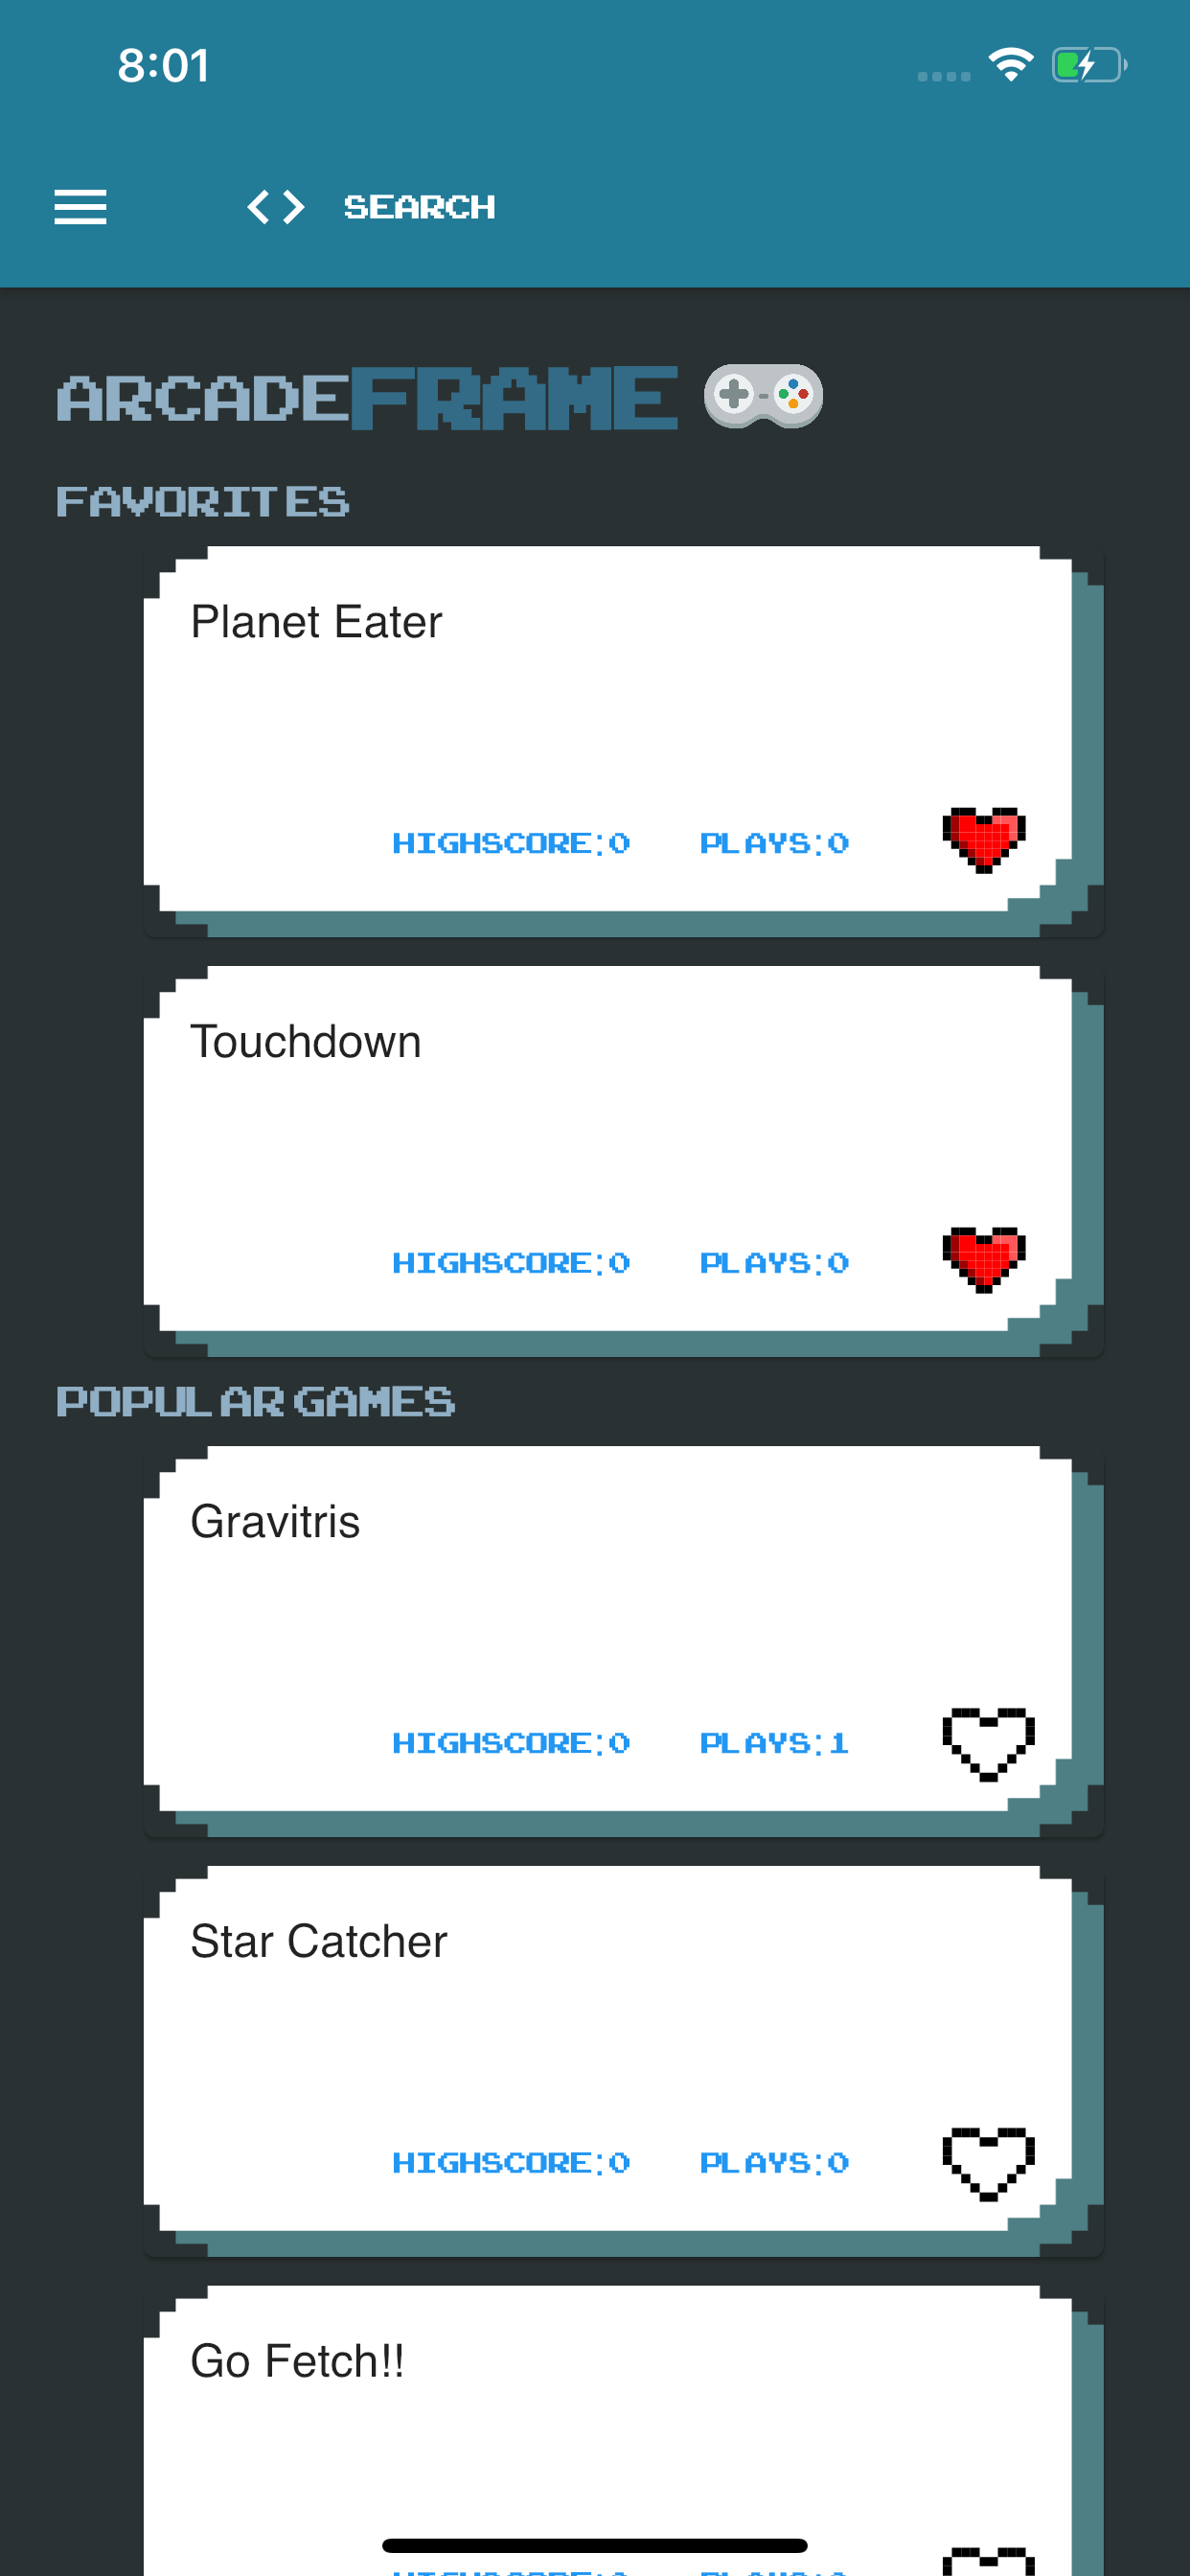 8:01
<> SEARCH
ARCADEFRAME
FAVORITES
Planet Eater
HIGHSCORE:0 PLAYS:0
Touchdown
HIGHSCORE:0 PLAYS:0
POPULAR GAMES
Gravitris
HIGHSCORE:0 PLAYS:1
Star Catcher
HIGHSCORE:0 PLAYS:0
Go Fetch!!